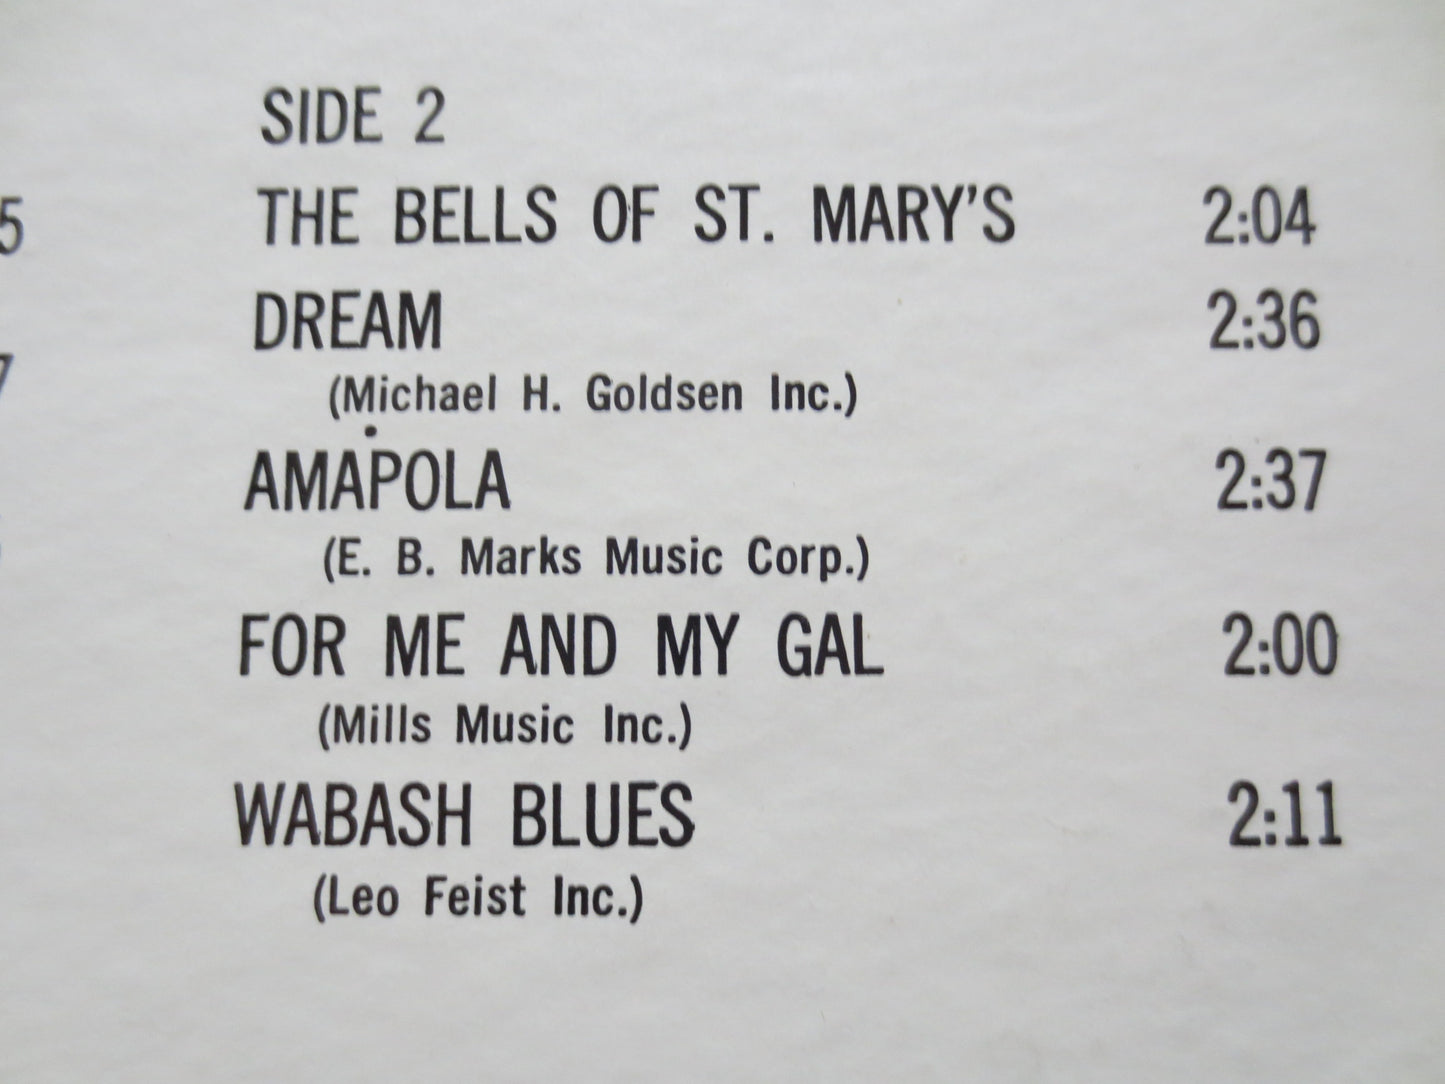 SIDE 2
THE BELLS OF ST. MARY'S 2:04
DREAM 2:36
(Michael H. Goldsen Inc.)
AMAPOLA 2:37
(E. B. Marks Music Corp.)
FOR ME AND MY GAL 2:00
(Mills Music Inc.)
WABASH BLUES 2:11
(Leo Feist Inc.)